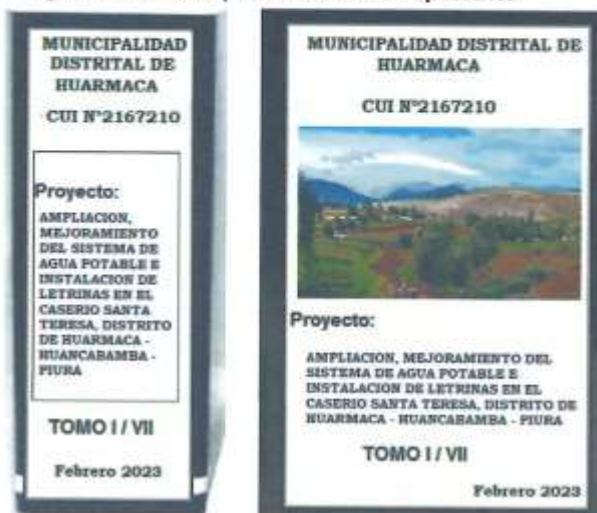 MUNICIPALIDAD
DISTRITAL DE
HUARMACA
CUI N°2167210
Proyecto:
AMPLIACION,
MEJORAMIENTO
DEL SISTEMA DE
AGUA POTABLE E
INSTALACION DE
LETRINAS EN EL
CASERIO SANTA
TERESA, DISTRITO
DE HUARMACA -
HUANCABAMBA -
PIURA
TOMO I / VII
Febrero 2023
MUNICIPALIDAD DISTRITAL DE
HUARMACA
CUI N°2167210
Proyecto:
AMPLIACION, MEJORAMIENTO DEL
SISTEMA DE AGUA POTABLE E
INSTALACION DE LETRINAS EN EL
CASERIO SANTA TERESA, DISTRITO DE
HUARMACA - HUANCABAMBA - PIURA
TOMO I / VII
Febrero 2023